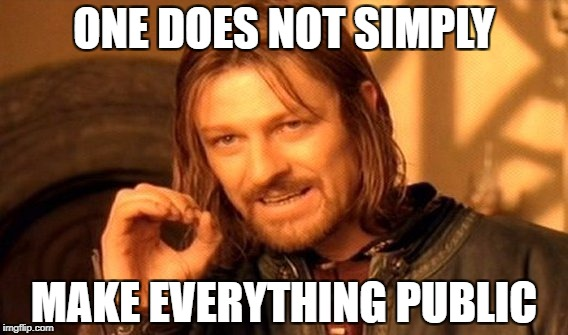 ONE DOES NOT SIMPLY
MAKE EVERYTHING PUBLIC
imgflip.com